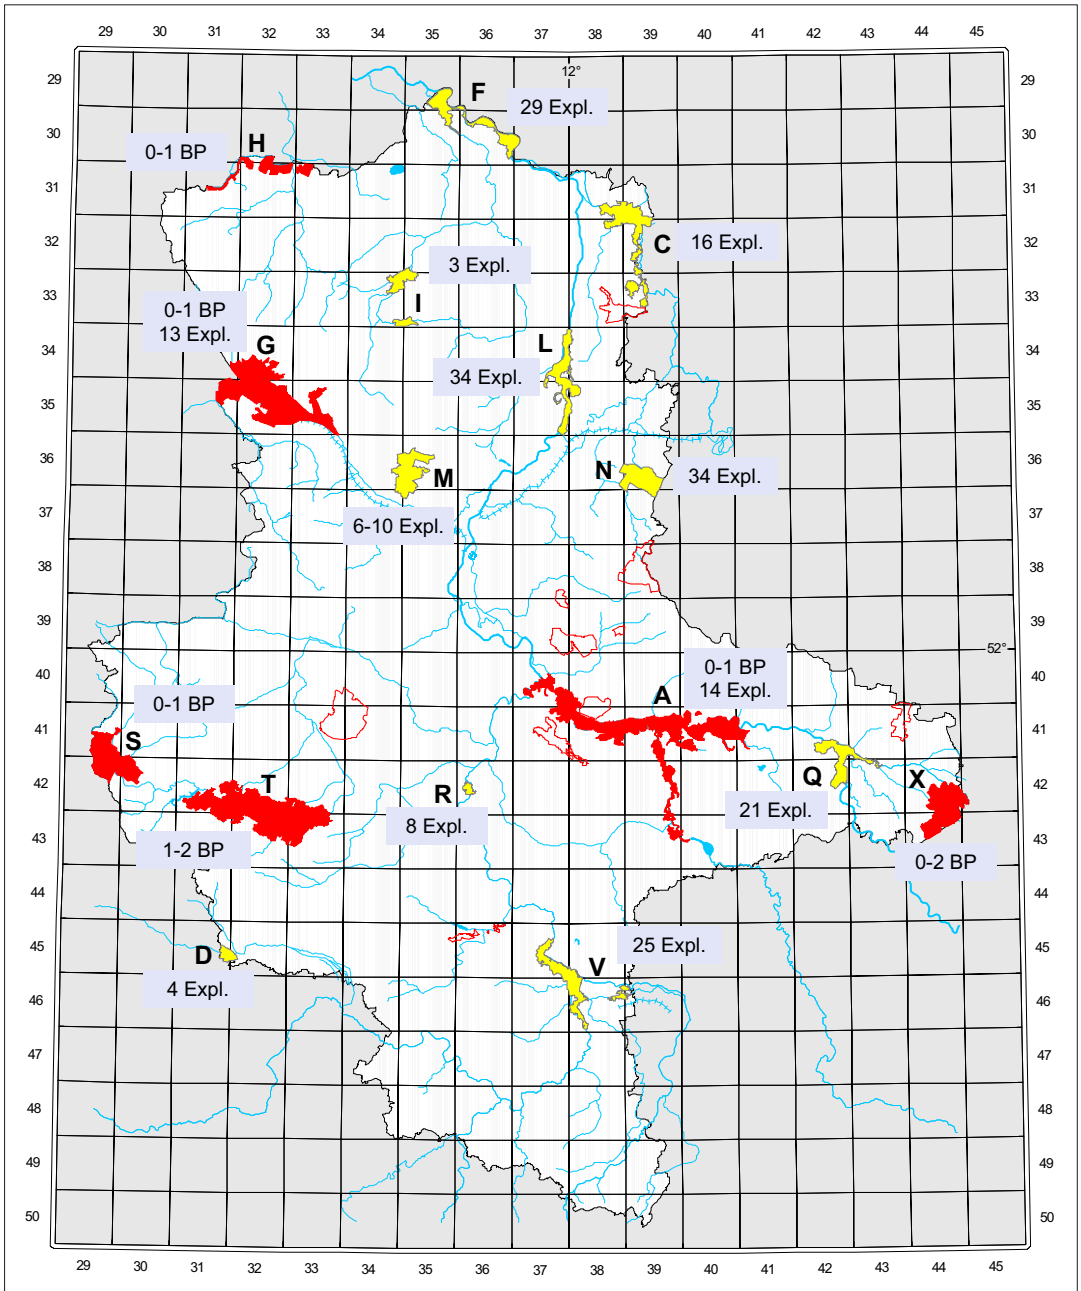 29 30 31 32 33 34 35 36 37 38 39 40 41 42 43 44 45
12°
29 29
F
29 Expl.
30 30
H
0-1 BP
31 31
C
16 Expl.
32 32
3 Expl.
33 33
I
0-1 BP
13 Expl.
G
L
34 34
34 Expl.
35 35
36 36
M
N
34 Expl.
6-10 Expl.
37 37
38 38
39 39
52°
40 40
0-1 BP
14 Expl.
A
0-1 BP
41 41
S
T
Q
X
42 42
R
21 Expl.
8 Expl.
43 43
1-2 BP
0-2 BP
44 44
25 Expl.
45 45
D
V
4 Expl.
46 46
47 47
48 48
49 49
50 50
29 30 31 32 33 34 35 36 37 38 39 40 41 42 43 44 45